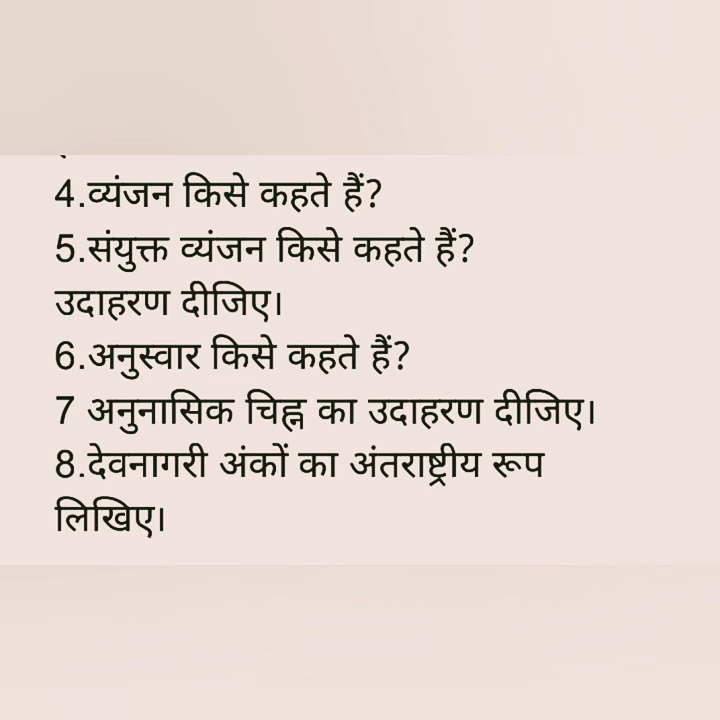 4.व्यंजन किसे कहते हैं?
5.संयुक्त व्यंजन किसे कहते हैं?
उदाहरण दीजिए।
6.अनुस्वार किसे कहते हैं?
7 अनुनासिक चिह्न का उदाहरण दीजिए।
8.देवनागरी अंकों का अंतराष्ट्रीय रूप
लिखिए।